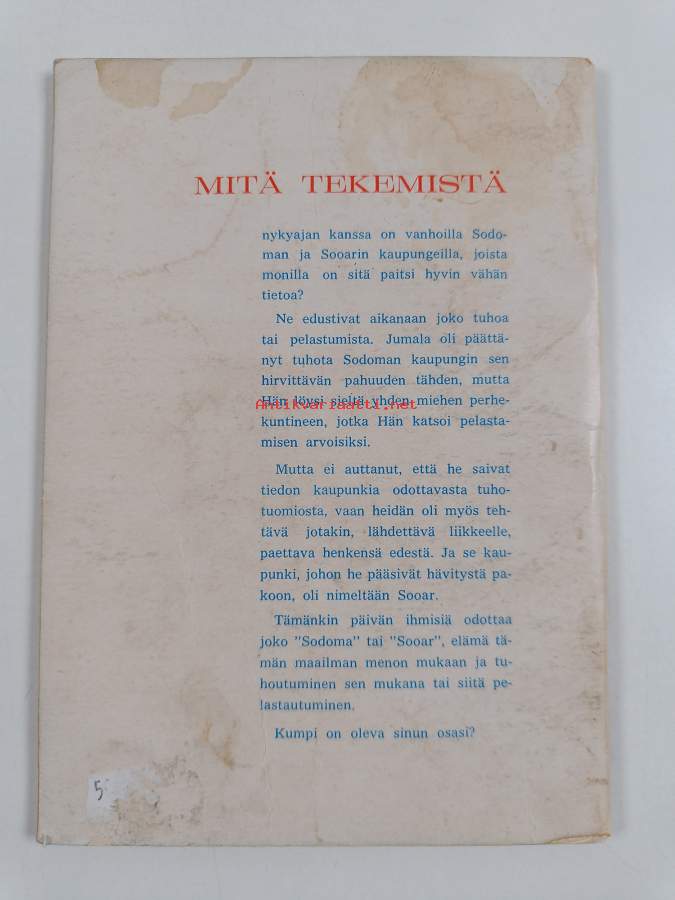 MITÄ TEKEMISTÄ
nykyajan kanssa on vanhoilla Sodo-
man ja Sooarin kaupungeilla, joista
monilla on sitä paitsi hyvin vähän
tietoa?
Ne edustivat aikanaan joko tuhoa
tai pelastumista. Jumala oli päättä-
nyt tuhota Sodoman kaupungin sen
hirvittävän pahuuden tähden, mutta
Hän löysi sieltä yhden miehen perhe-
Antikvariaatti.net
kuntineen, jotka Hän katsoi pelasta-
misen arvoisiksi.
Mutta ei auttanut, että he saivat
tiedon kaupunkia odottavasta tuho-
tuomiosta, vaan heidän oli myös teh-
tävä jotakin, lähdettävä liikkeelle,
paettava henkensä edestä. Ja se kau-
punki, johon he pääsivät hävitystä pa-
koon, oli nimeltään Sooar.
Tämänkin päivän ihmisiä odottaa
joko "Sodoma" tai "Sooar", elämä tä-
män maailman menon mukaan ja tu-
houtuminen sen mukana tai siitä pe-
lastautuminen.
Kumpi on oleva sinun osasi?
5